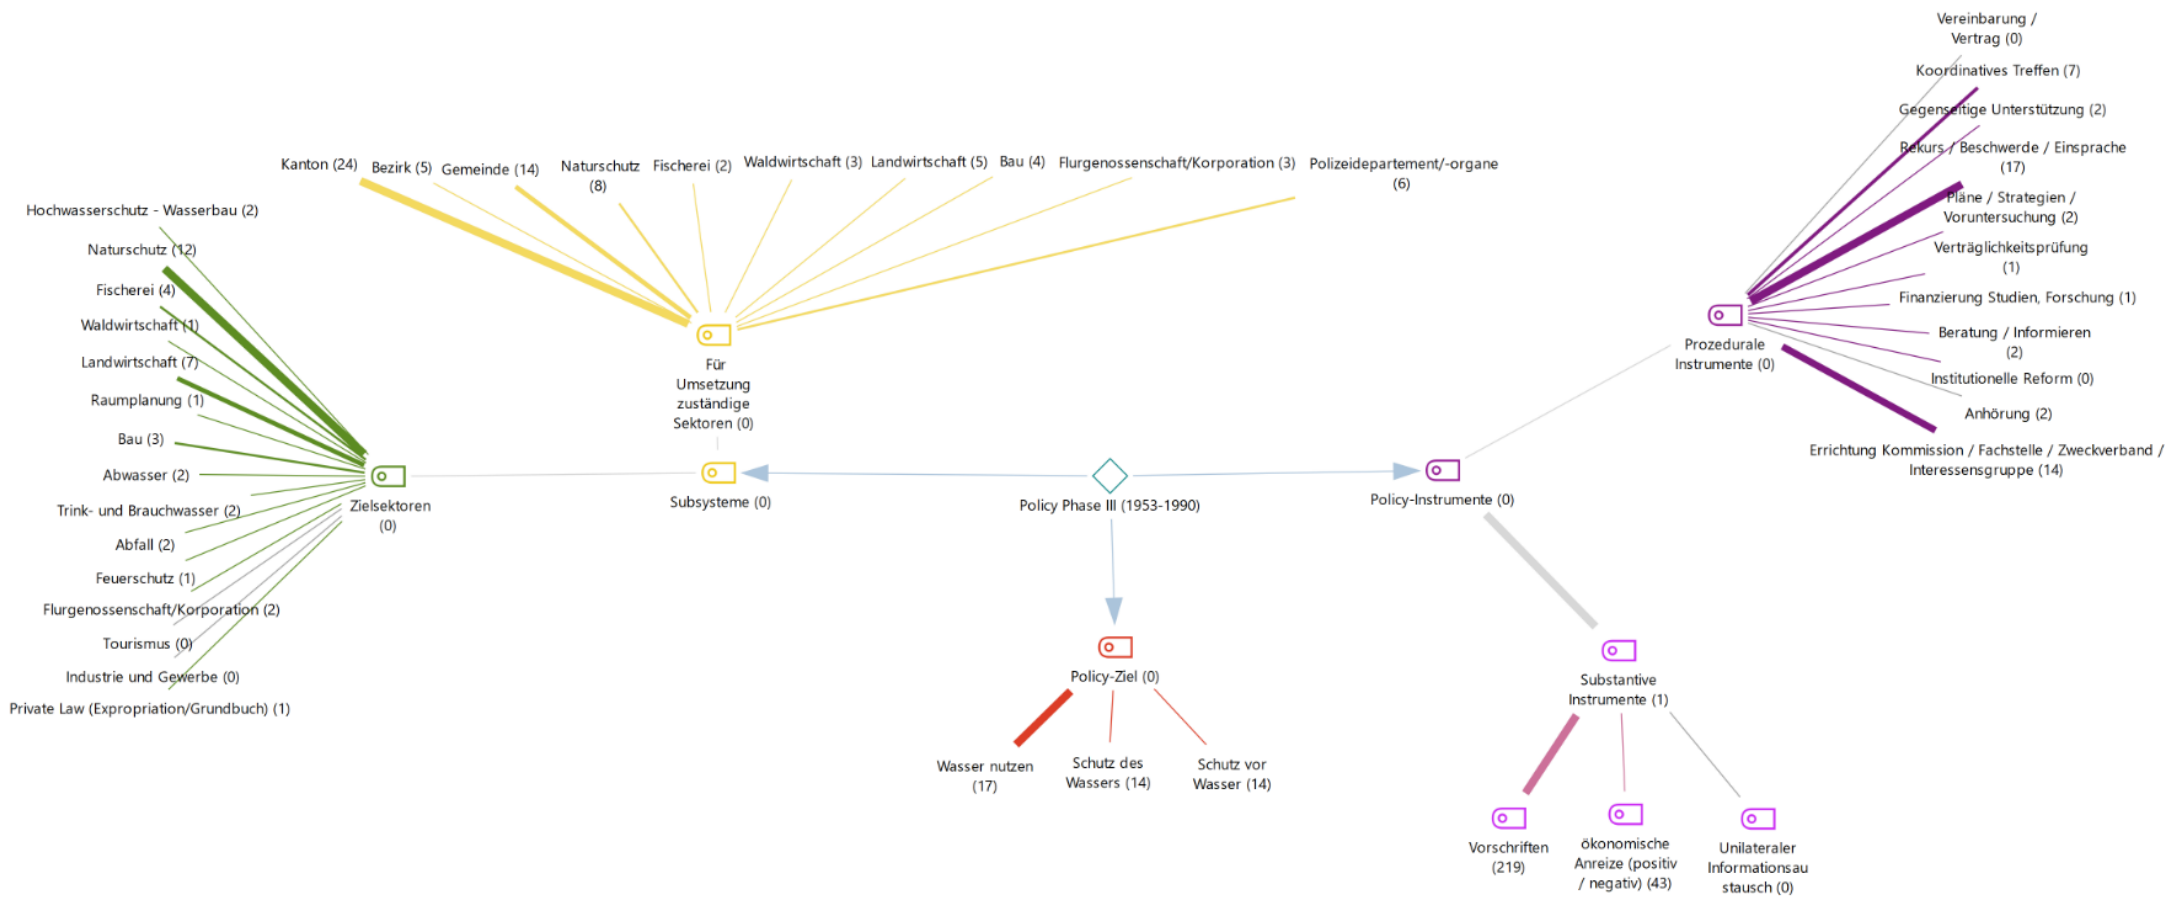 Vereinbarung /
Vertrag (0)
Koordinatives Treffen (7)
Gegenseitige Unterstützung (2)
Rekurs / Beschwerde / Einsprache
(17)
Pläne / Strategien /
Voruntersuchung (2)
Verträglichkeitsprüfung
(1)
Finanzierung Studien, Forschung (1)
Beratung / Informieren
(2)
Institutionelle Reform (0)
Anhörung (2)
Errichtung Kommission / Fachstelle / Zweckverband /
Interessensgruppe (14)
Prozedurale
Instrumente (0)
Kanton (24)
Bezirk (5)
Gemeinde (14)
Naturschutz
(8)
Fischerei (2)
Waldwirtschaft (3)
Landwirtschaft (5)
Bau (4)
Flurgenossenschaft/Korporation (3)
Polizeidepartement/-organe
(6)
Für
Umsetzung
zuständige
Sektoren (0)
Hochwasserschutz - Wasserbau (2)
Naturschutz (12)
Fischerei (4)
Waldwirtschaft (1)
Landwirtschaft (7)
Raumplanung (1)
Bau (3)
Abwasser (2)
Trink- und Brauchwasser (2)
Abfall (2)
Feuerschutz (1)
Flurgenossenschaft/Korporation (2)
Tourismus (0)
Industrie und Gewerbe (0)
Private Law (Expropriation/Grundbuch) (1)
Zielsektoren
(0)
Subsysteme (0)
Policy Phase III (1953-1990)
Policy-Instrumente (0)
Policy-Ziel (0)
Wasser nutzen
(17)
Schutz des
Wassers (14)
Schutz vor
Wasser (14)
Substantive
Instrumente (1)
Vorschriften
(219)
ökonomische
Anreize (positiv
/ negativ) (43)
Unilateraler
Informationsau
stausch (0)